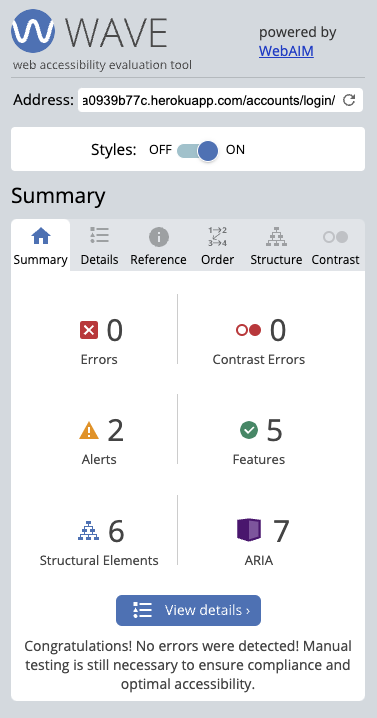 WAVE
powered by
WebAIM
web accessibility evaluation tool
Address: a0939b77c.herokuapp.com/accounts/login/
Styles: OFF ON
Summary
Summary Details Reference Order Structure Contrast
0
Errors
0
Contrast Errors
2
Alerts
5
Features
6
Structural Elements
7
ARIA
View details ›
Congratulations! No errors were detected! Manual
testing is still necessary to ensure compliance and
optimal accessibility.